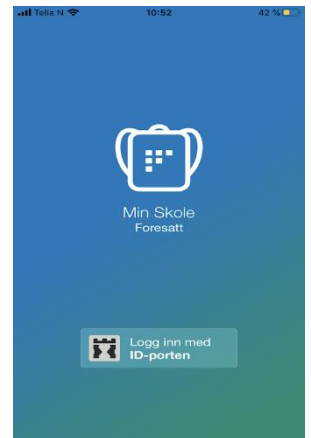 Telia N 10:52 42 %
Min Skole
Foresatt
Logg inn med
ID-porten